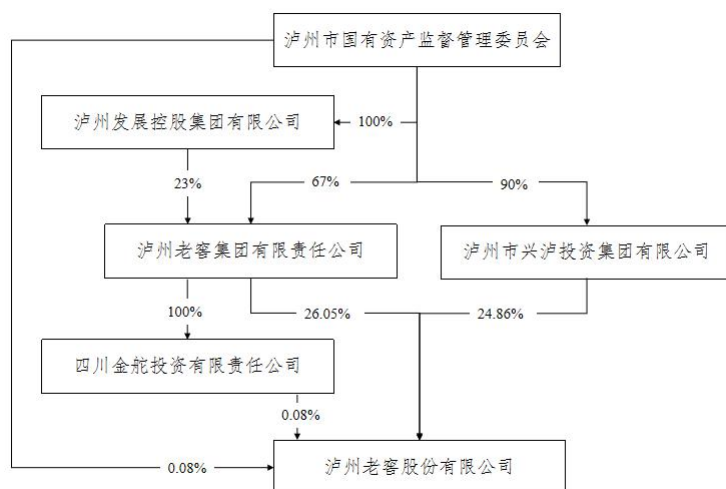 泸州市国有资产监督管理委员会
泸州发展控股集团有限公司
100%
23%
67%
90%
泸州老窖集团有限责任公司
泸州市兴泸投资集团有限公司
100%
26.05%
24.86%
四川金舵投资有限责任公司
0.08%
0.08%
泸州老窖股份有限公司